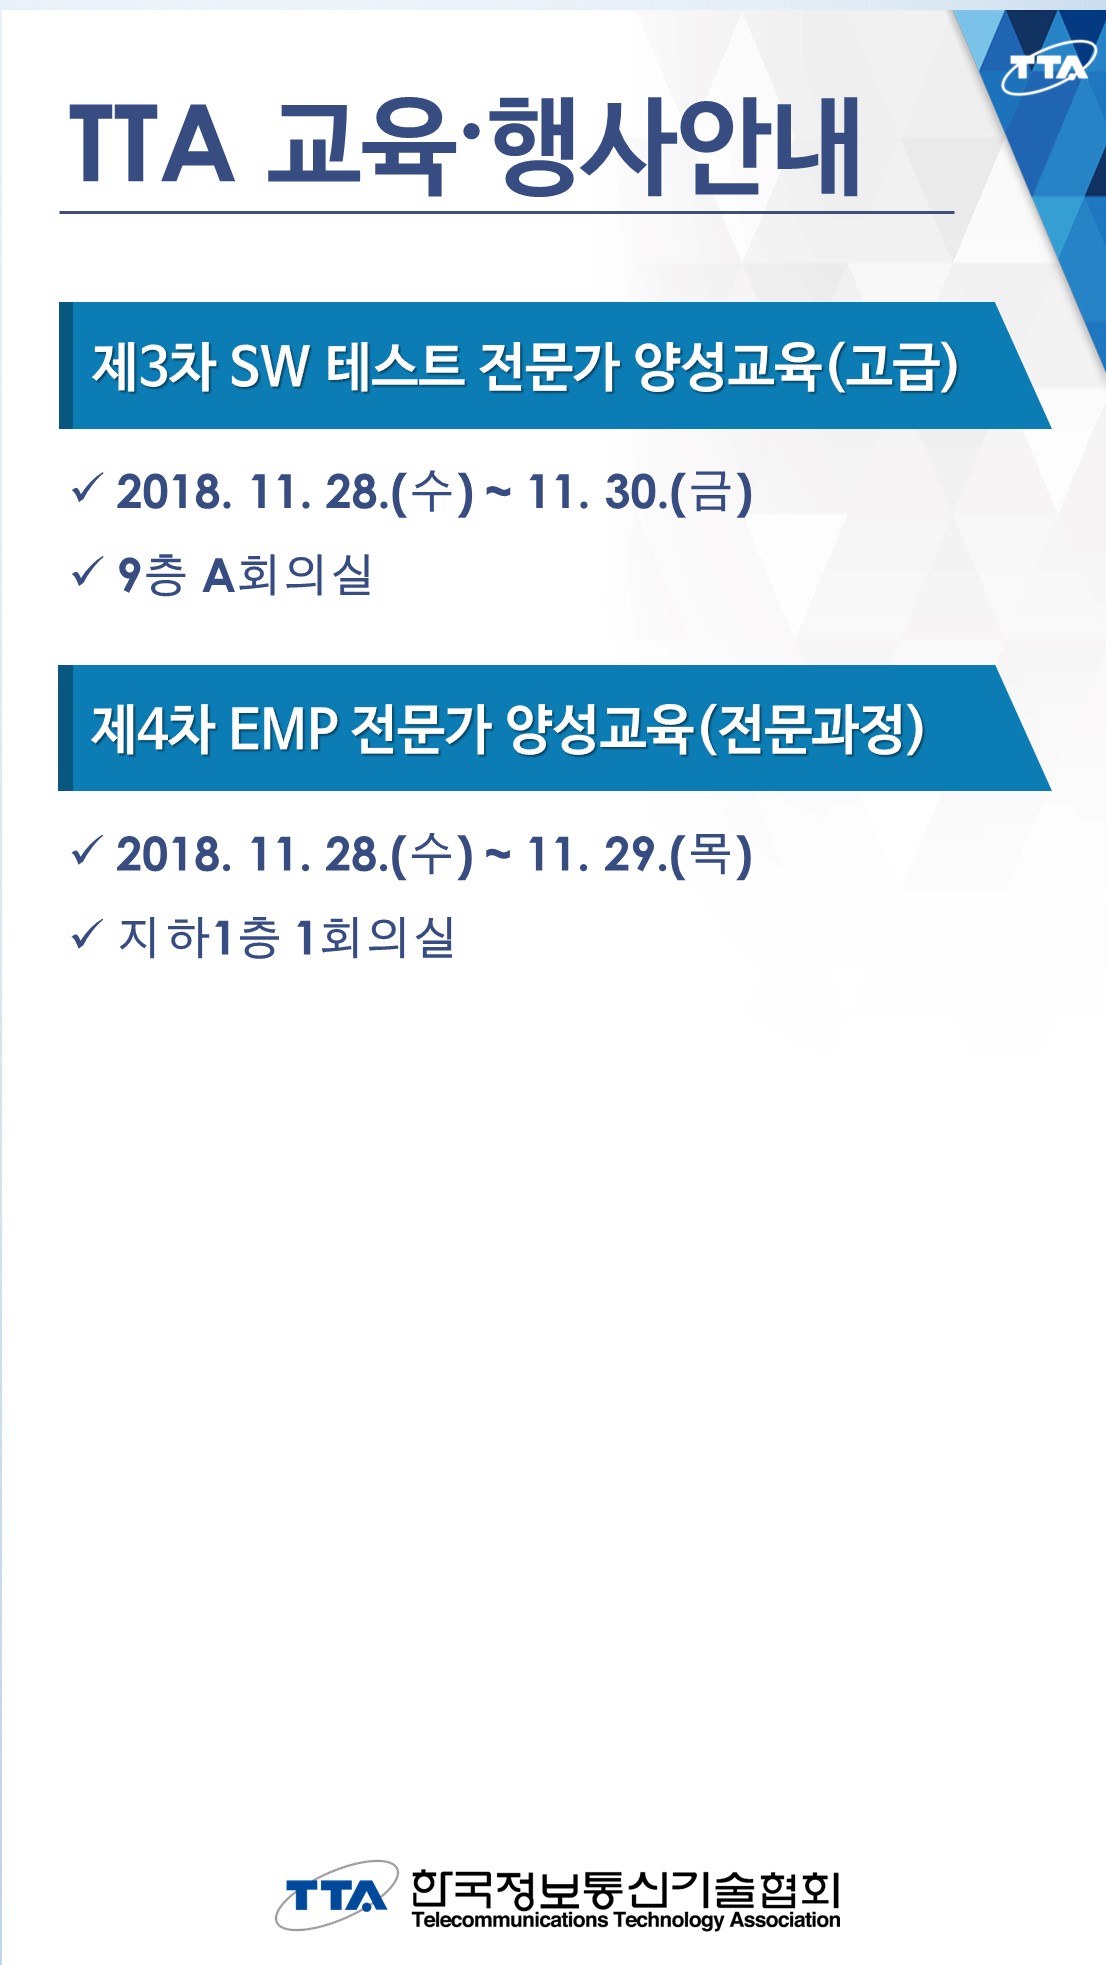 TTA
TTA 교육·행사안내
제3차 SW 테스트 전문가 양성교육(고급)
✓ 2018. 11. 28.(수) ~ 11. 30.(금)
✓ 9층 A회의실
제4차 EMP 전문가 양성교육(전문과정)
✓ 2018. 11. 28.(수) ~ 11. 29.(목)
✓ 지하1층 1회의실
TTA 한국정보통신기술협회
Telecommunications Technology Association